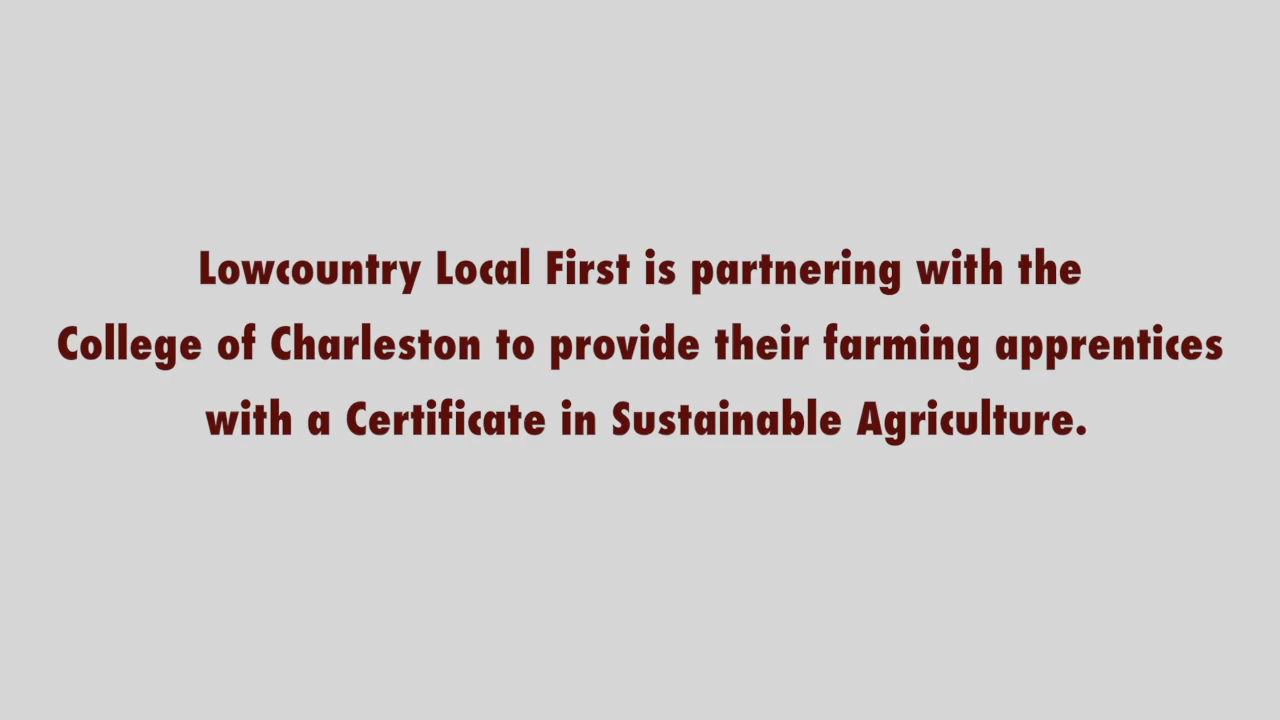 Lowcountry Local First is partnering with the
College of Charleston to provide their farming apprentices
with a Certificate in Sustainable Agriculture.